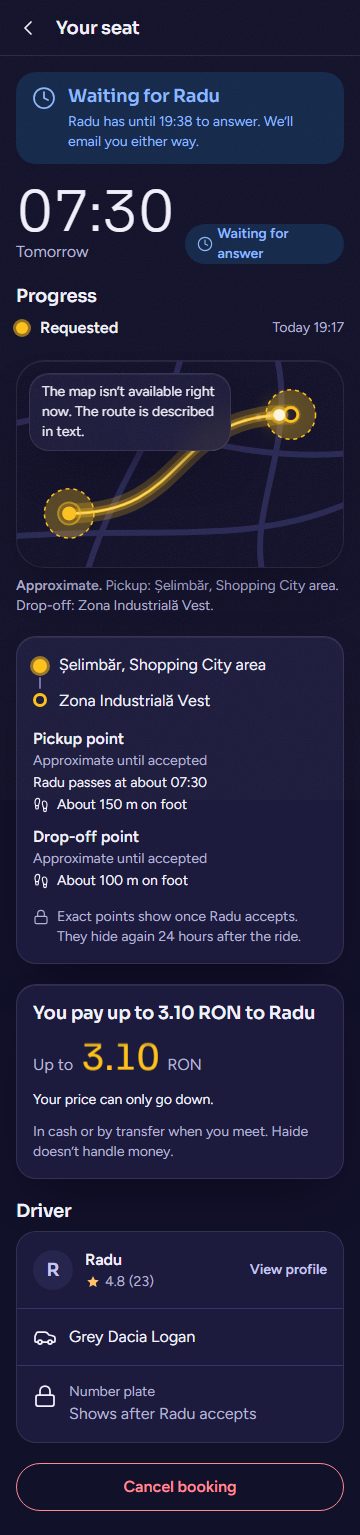 Your seat
Waiting for Radu
Radu has until 19:38 to answer. We'll
email you either way.
07:30
Tomorrow
Waiting for
answer
Progress
Requested
Today 19:17
The map isn't available right
now. The route is described
in text.
Approximate. Pickup: Șelimbăr, Shopping City area.
Drop-off: Zona Industrială Vest.
Șelimbăr, Shopping City area
Zona Industrială Vest
Pickup point
Approximate until accepted
Radu passes at about 07:30
About 150 m on foot
Drop-off point
Approximate until accepted
About 100 m on foot
Exact points show once Radu accepts.
They hide again 24 hours after the ride.
You pay up to 3.10 RON to Radu
Up to 3.10 RON
Your price can only go down.
In cash or by transfer when you meet. Haide
doesn't handle money.
Driver
R
Radu
4.8 (23)
View profile
Grey Dacia Logan
Number plate
Shows after Radu accepts
Cancel booking